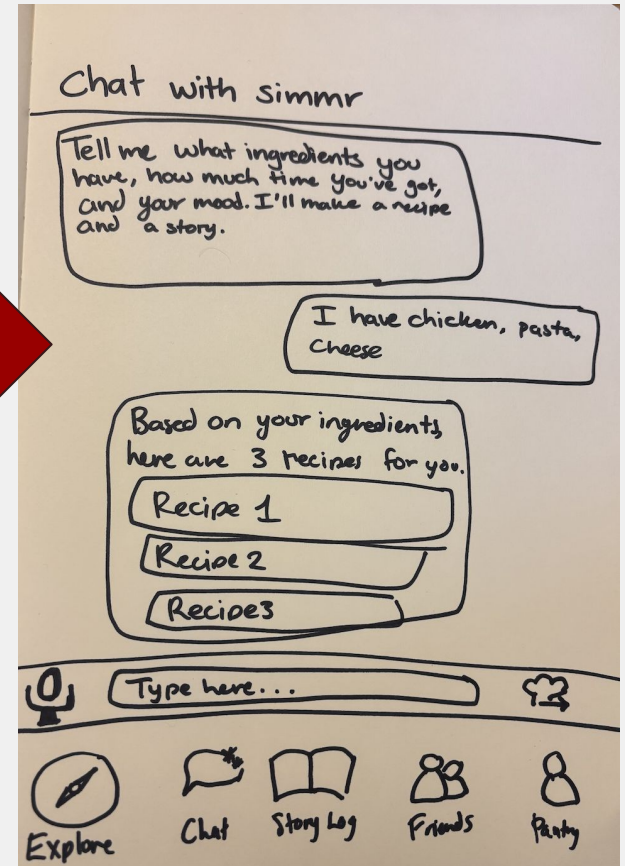 Chat with simmr
Tell me what ingredients you
have, how much time you've got,
and your mood. I'll make a recipe
and a story.
I have chicken, pasta,
cheese
Based on your ingredients,
here are 3 recipes for you.
Recipe 1
Recipe 2
Recipe3
Type here...
Explore
Chat
Story Log
Friends
Pantry